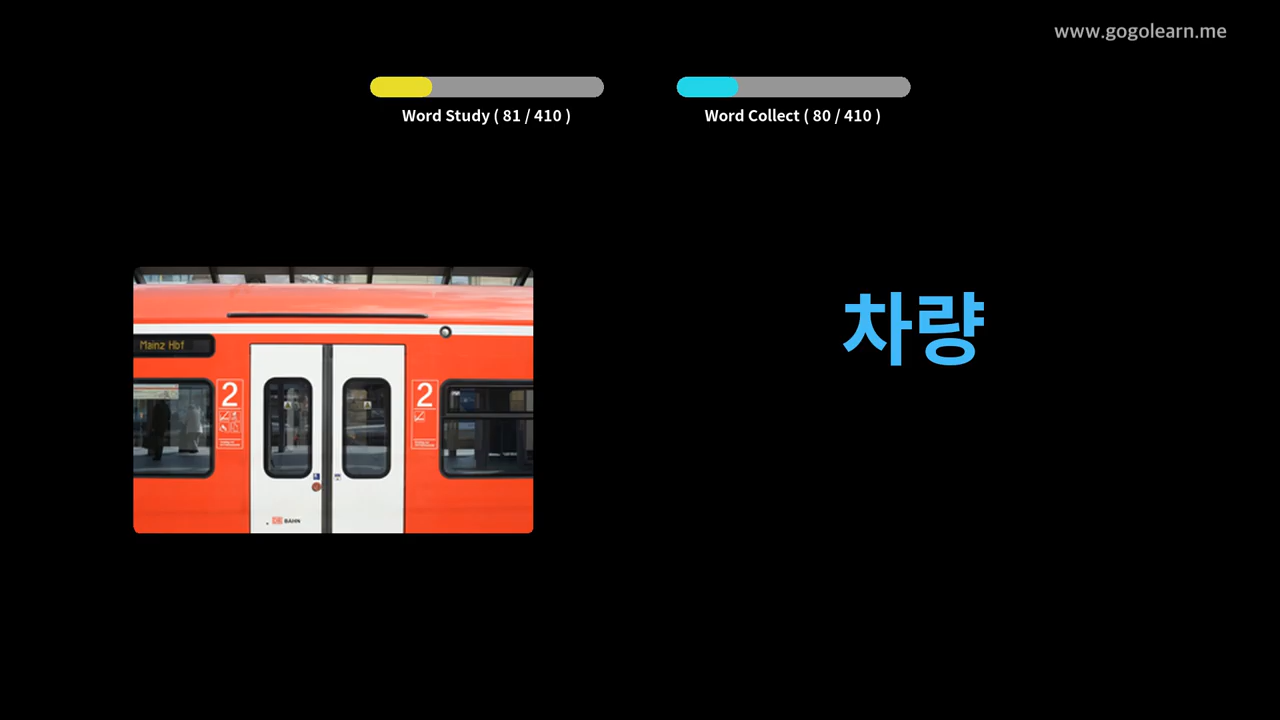 www.gogolearn.me
Word Study ( 81 / 410 )
Word Collect ( 80 / 410 )
차량
Mainz Hbf
2
2
DB BAHN